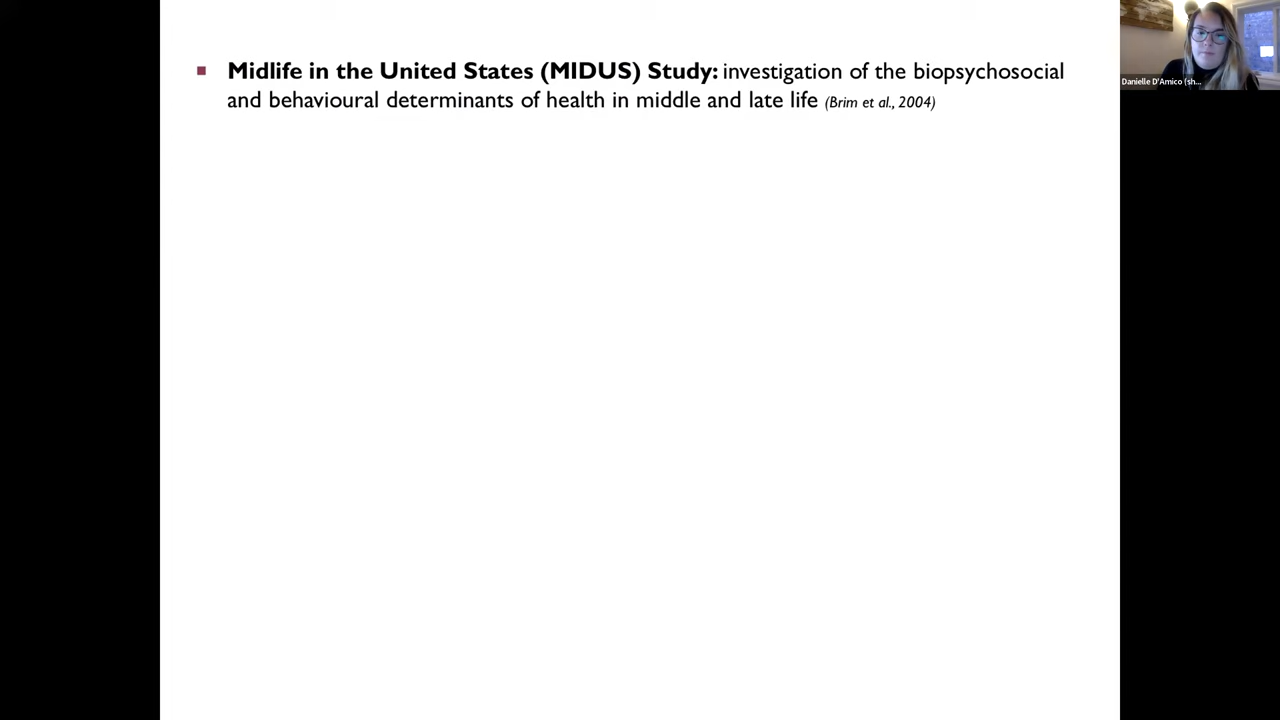 Midlife in the United States (MIDUS) Study: investigation of the biopsychosocial
and behavioural determinants of health in middle and late life (Brim et al., 2004)
Danielle D'Amico (sh...